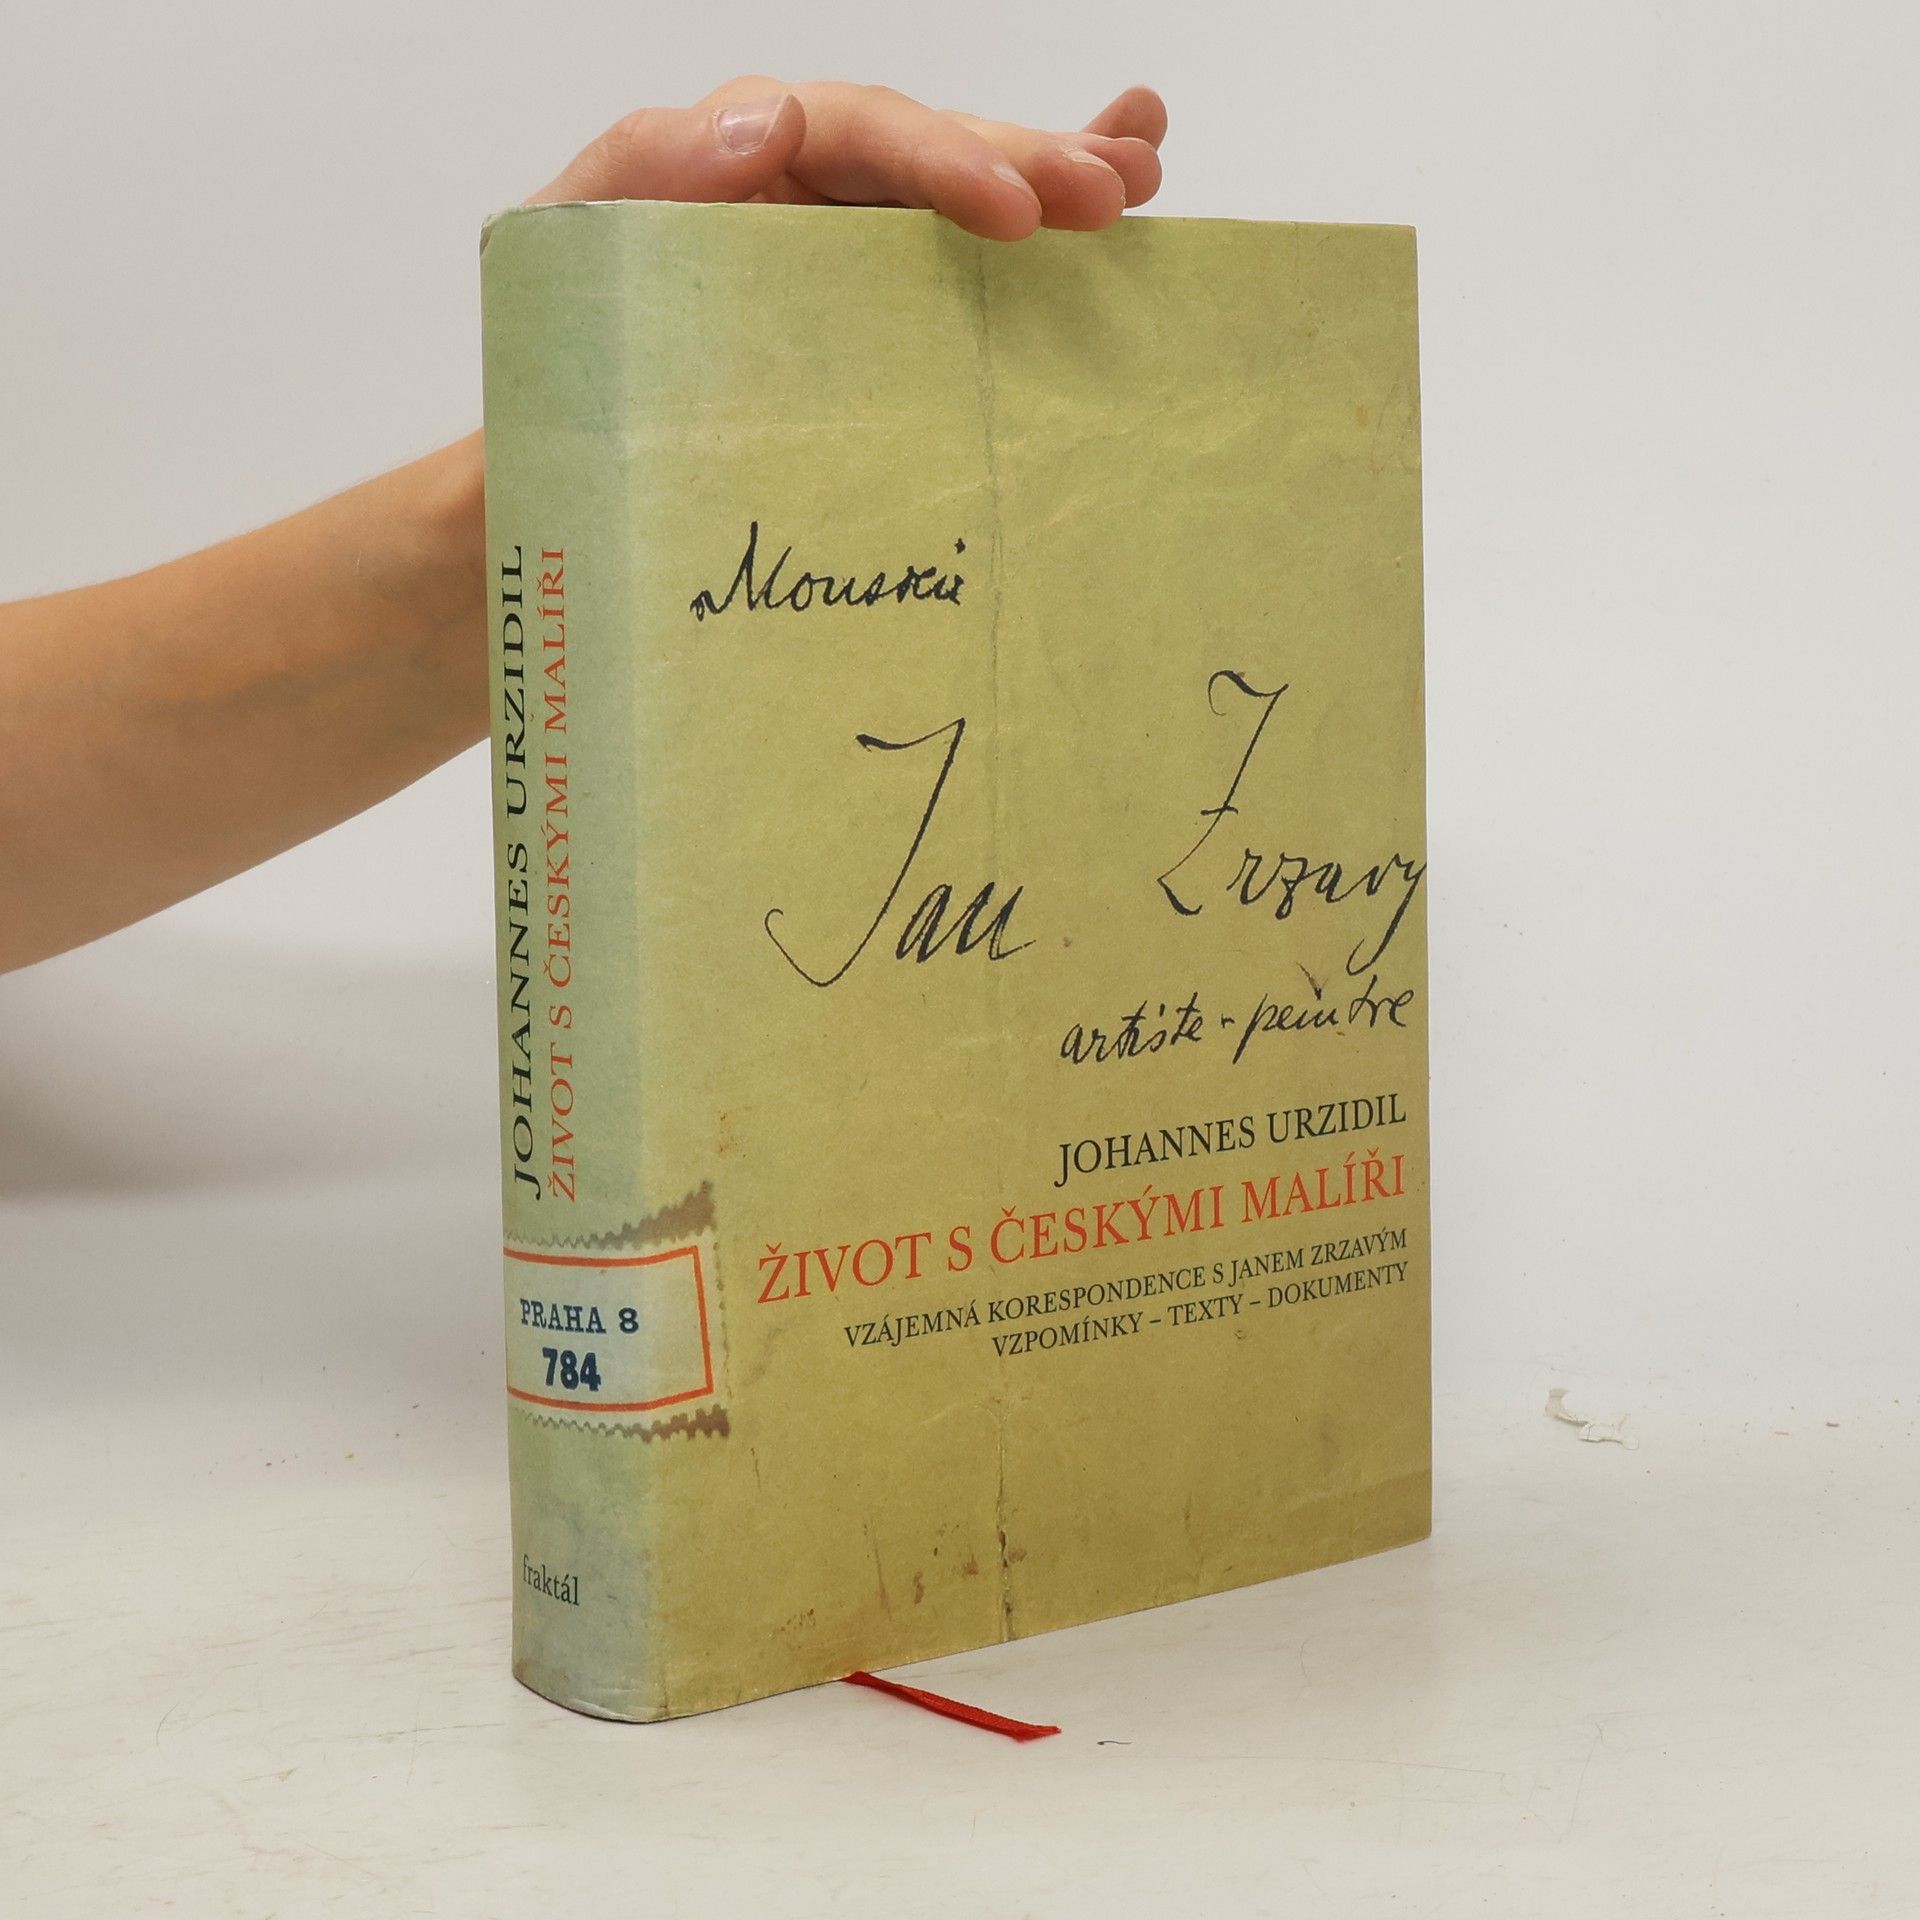 JOHANNES URZIDIL
ŽIVOT S ČESKÝMI MALÍŘI
PRAHA 8
784
fraktál
Jan Zrzavy
artiste-peintre
JOHANNES URZIDIL
ŽIVOT S ČESKÝMI MALÍŘI
VZÁJEMNÁ KORESPONDENCE S JANEM ZRZAVÝM
VZPOMÍNKY – TEXTY – DOKUMENTY